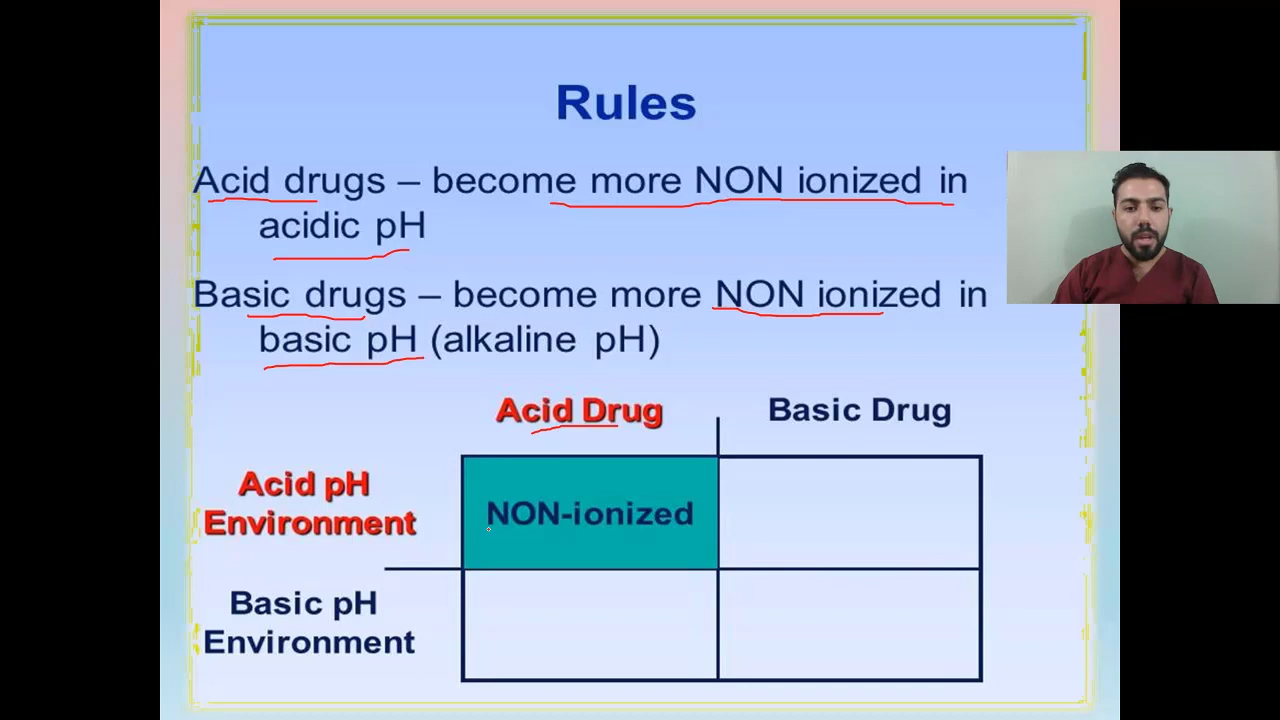 Rules
Acid drugs – become more NON ionized in
acidic pH
Basic drugs – become more NON ionized in
basic pH (alkaline pH)
Acid Drug
Basic Drug
Acid pH
Environment
NON-ionized
Basic pH
Environment